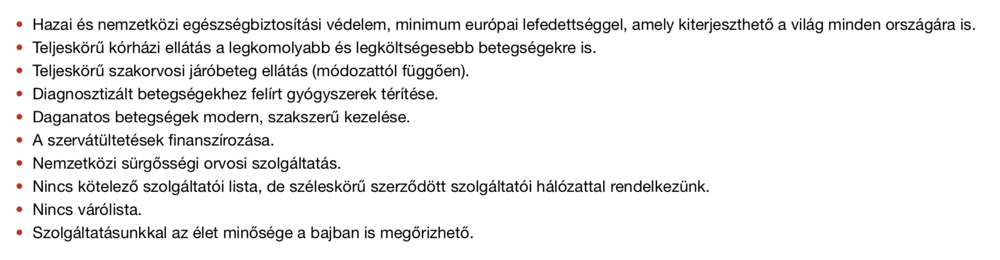 • Hazai és nemzetközi egészségbiztosítási védelem, minimum európai lefedettséggel, amely kiterjeszthető a világ minden országára is.
• Teljeskörű kórházi ellátás a legkomolyabb és legköltségesebb betegségekre is.
• Teljeskörű szakorvosi járóbeteg ellátás (módozattól függően).
• Diagnosztizált betegségekhez felírt gyógyszerek térítése.
• Daganatos betegségek modern, szakszerű kezelése.
• A szervátültetések finanszírozása.
• Nemzetközi sürgősségi orvosi szolgáltatás.
• Nincs kötelező szolgáltatói lista, de széleskörű szerződött szolgáltatói hálózattal rendelkezünk.
• Nincs várólista.
• Szolgáltatásunkkal az élet minősége a bajban is megőrizhető.